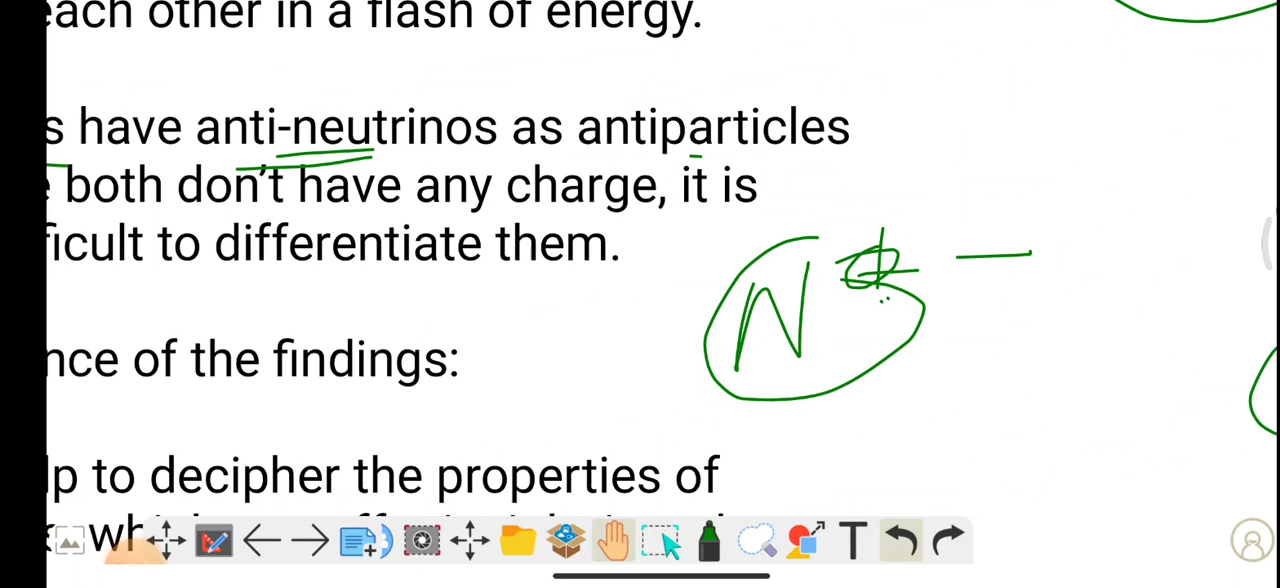 each other in a flash of energy.
s have anti-neutrinos as antiparticles
e both don't have any charge, it is
ficult to differentiate them.
N
nce of the findings:
lp to decipher the properties of
T